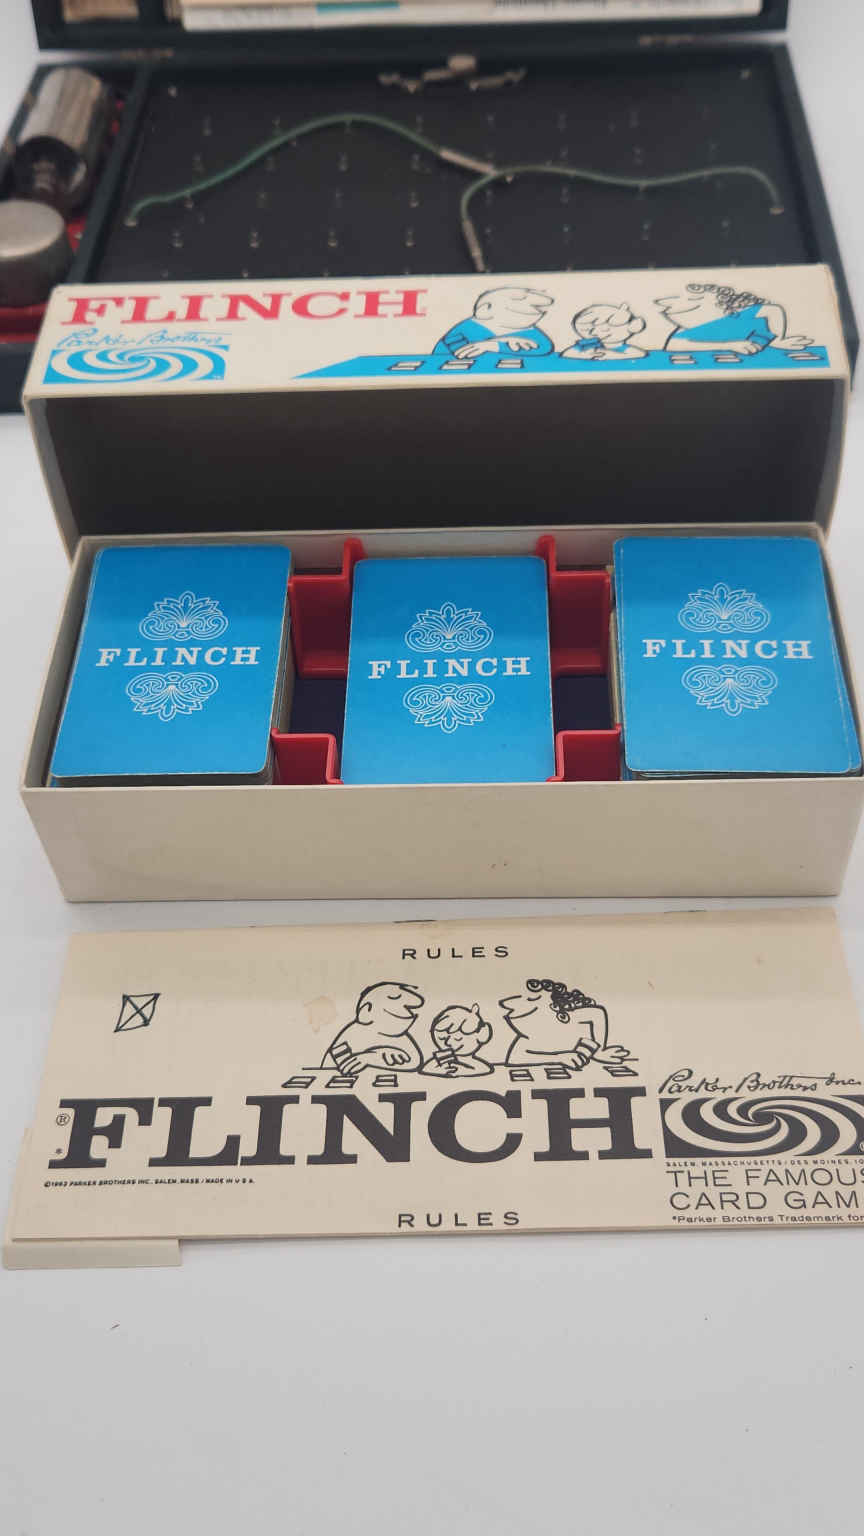 FLINCH
Parker Brothers
FLINCH
FLINCH
FLINCH
RULES
Parker Brothers Inc.
® FLINCH
*
SALEM, MASSACHUSETTS / DES MOINES, IO
©1963 PARKER BROTHERS INC., SALEM, MASS / MADE IN U S A.
THE FAMOUS
CARD GAM
*Parker Brothers Trademark for
RULES